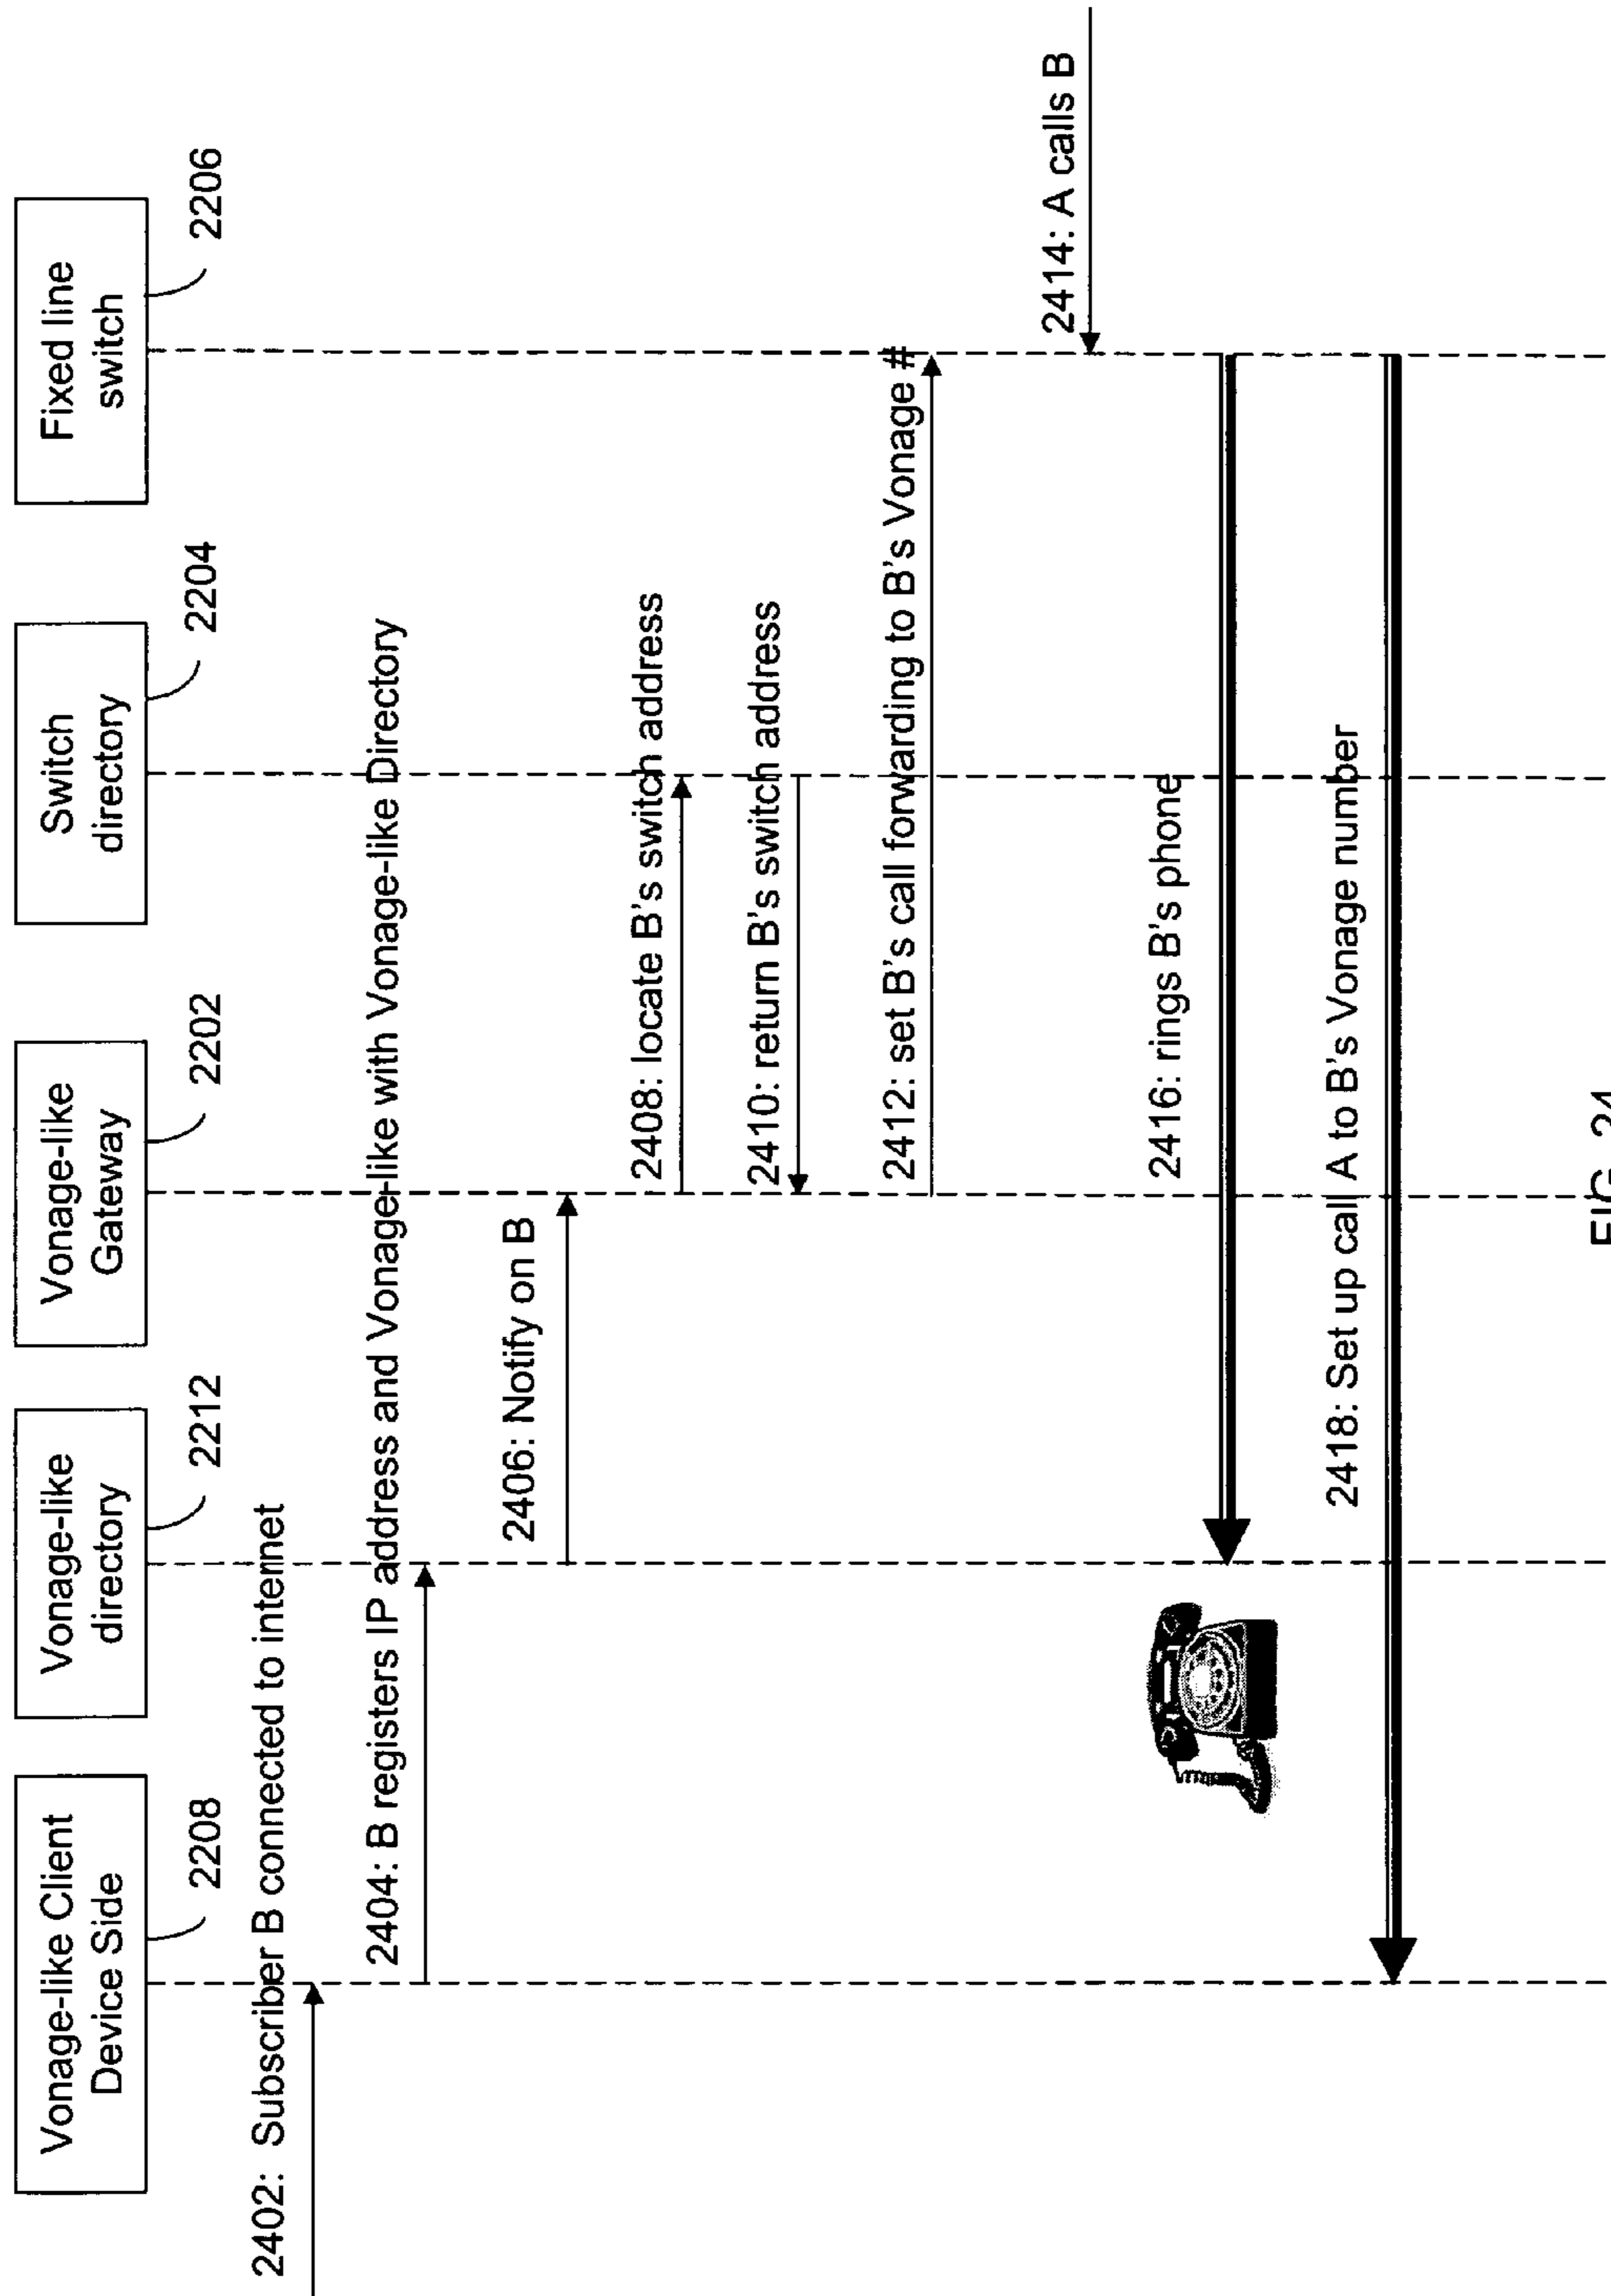 Vonage-like Client
Device Side
2208
Vonage-like
directory
2212
Vonage-like
Gateway
2202
Switch
directory
2204
Fixed line
switch
2206
2402: Subscriber B connected to internet
2404: B registers IP address and Vonage-like with Vonage-like Directory
2406: Notify on B
2408: locate B's switch address
2410: return B's switch address
2412: set B's call forwarding to B's Vonage #
2414: A calls B
2416: rings B's phone
2418: Set up call A to B's Vonage number
FIG. 24